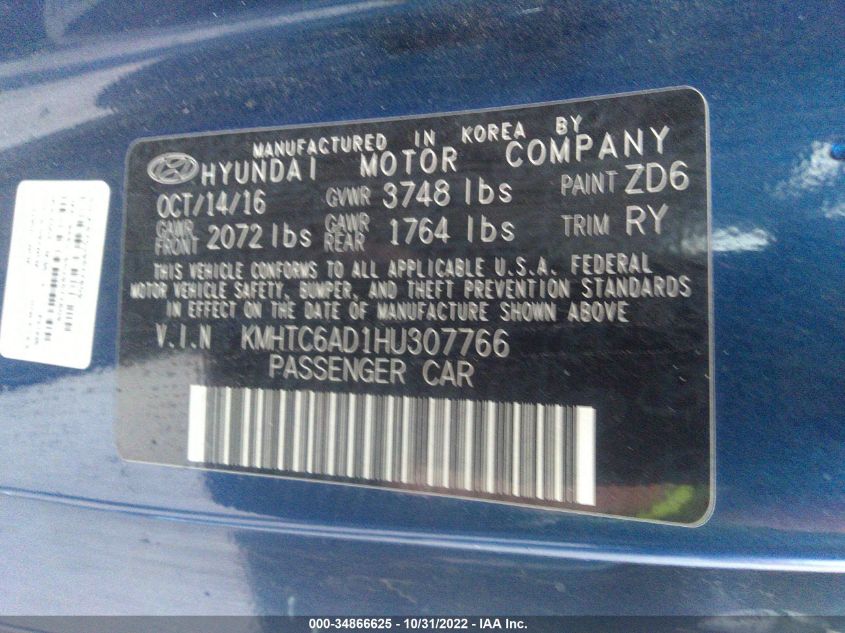 MANUFACTURED IN KOREA BY
HYUNDAI MOTOR COMPANY
OCT/14/16 GVWR 3748 lbs PAINT ZD6
GAWR FRONT 2072 lbs GAWR REAR 1764 lbs TRIM RY
THIS VEHICLE CONFORMS TO ALL APPLICABLE U.S.A. FEDERAL
MOTOR VEHICLE SAFETY, BUMPER, AND THEFT PREVENTION STANDARDS
IN EFFECT ON THE DATE OF MANUFACTURE SHOWN ABOVE
V.I.N KMHTC6AD1HU307766
PASSENGER CAR
000-34866625 - 10/31/2022 - IAA Inc.